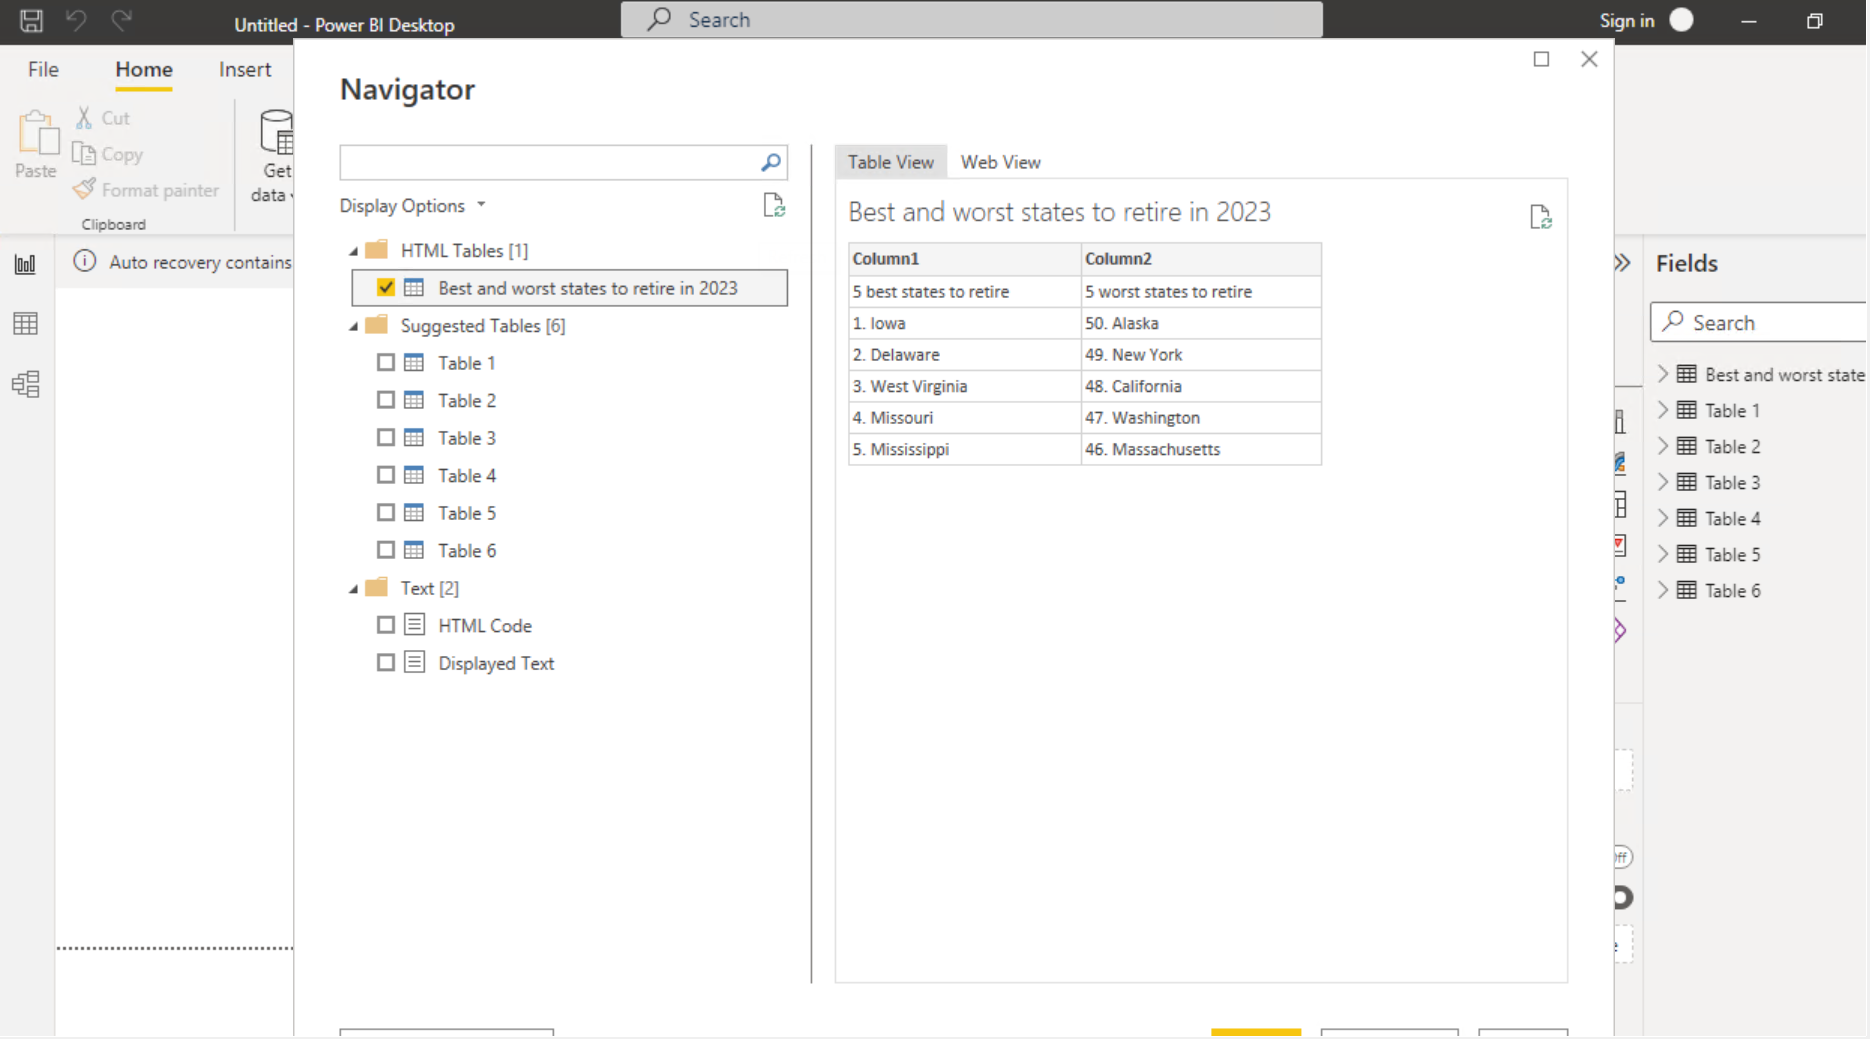 Untitled - Power BI Desktop
Search
Sign in
File
Home
Insert
Paste
Cut
Copy
Format painter
Clipboard
Get
data
Auto recovery contains
Navigator
Display Options
HTML Tables [1]
Best and worst states to retire in 2023
Suggested Tables [6]
Table 1
Table 2
Table 3
Table 4
Table 5
Table 6
Text [2]
HTML Code
Displayed Text
Table View
Web View
Best and worst states to retire in 2023
Column1 Column2
5 best states to retire 5 worst states to retire
1. Iowa 50. Alaska
2. Delaware 49. New York
3. West Virginia 48. California
4. Missouri 47. Washington
5. Mississippi 46. Massachusetts
Fields
Search
Best and worst state
Table 1
Table 2
Table 3
Table 4
Table 5
Table 6